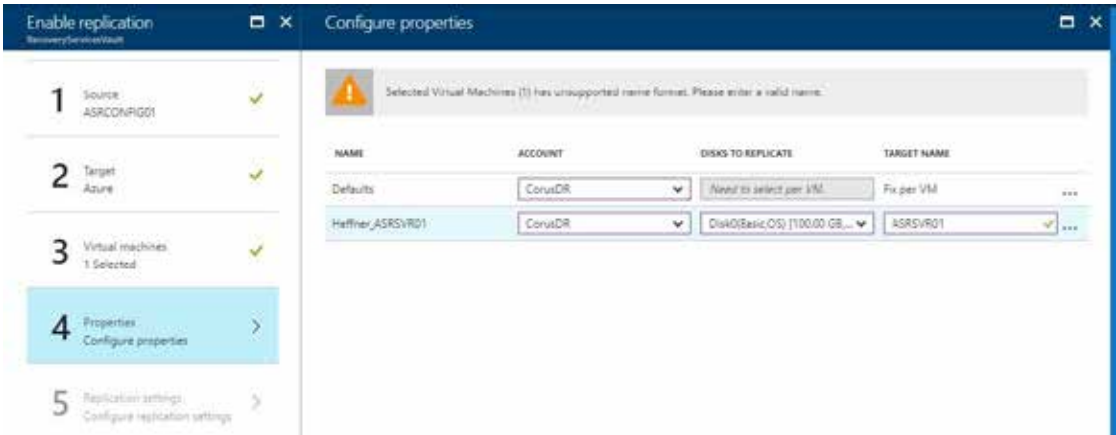 Enable replication
RecoveryServicesVault
Configure properties
1
Source
ASRCONFIG01
2
Target
Azure
3
Virtual machines
1 Selected
4
Properties
Configure properties
5
Replication settings
Configure replication settings
Selected Virtual Machines (1) has unsupported name format. Please enter a valid name.
NAME ACCOUNT DISKS TO REPLICATE TARGET NAME
Defaults CorusDR Need to select per VM. Fix per VM ...
Heffner_ASRSVR01 CorusDR Disk0(Basic,OS) [100.00 GB,... ASRSVR01 ...